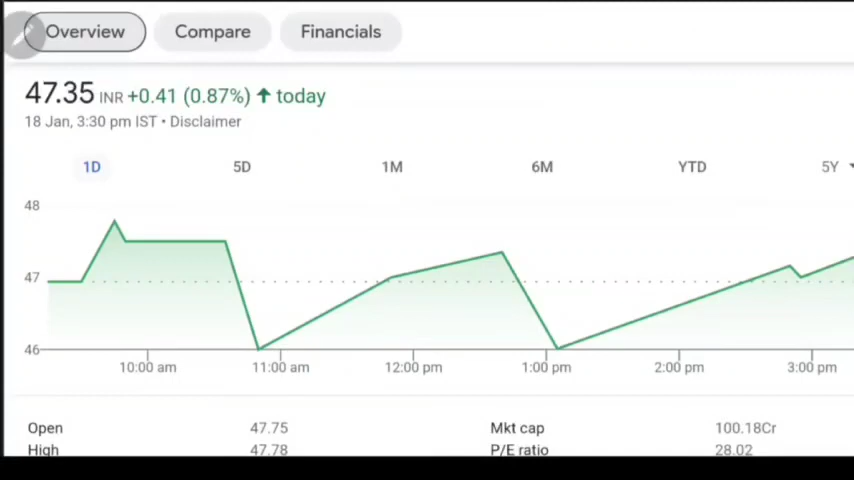 Overview Compare Financials
47.35 INR +0.41 (0.87%) ↑ today
18 Jan, 3:30 pm IST • Disclaimer
1D 5D 1M 6M YTD 5Y
48
47
46
10:00 am 11:00 am 12:00 pm 1:00 pm 2:00 pm 3:00 pm
Open 47.75 Mkt cap 100.18Cr
High 47.78 P/E ratio 28.02